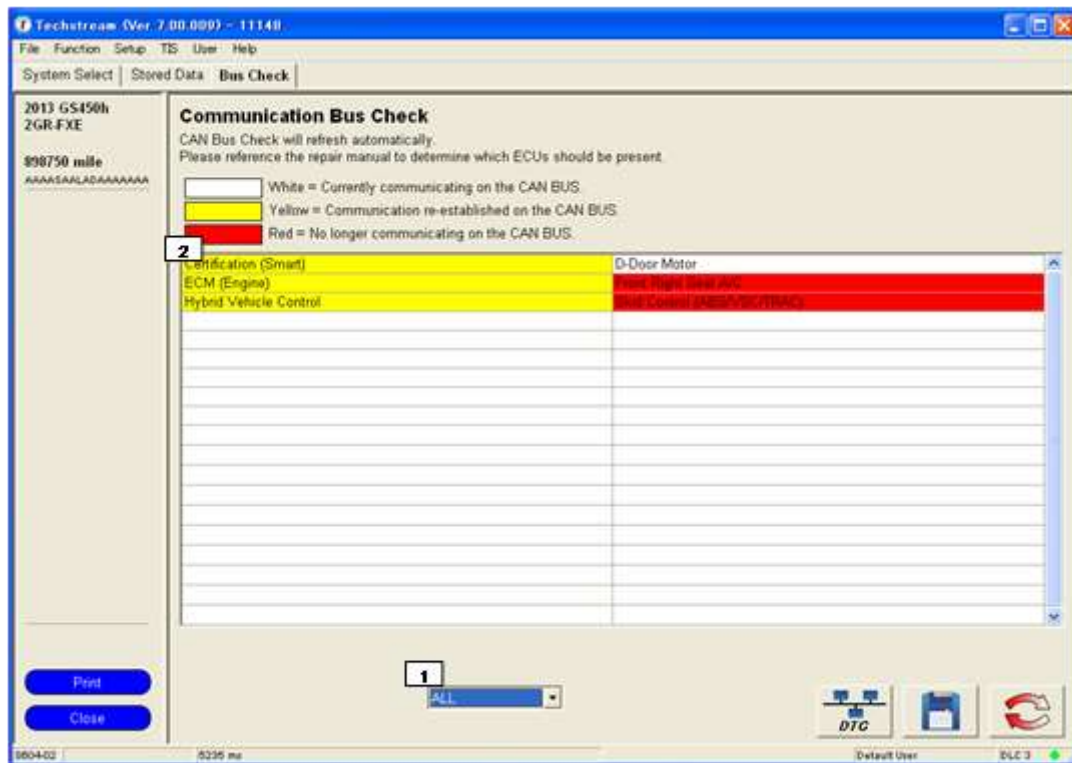 Techstream (Ver 7.00.009) - 11140
File Function Setup TIS User Help
System Select Stored Data Bus Check
2013 GS450h
2GR-FXE
898750 mile
Communication Bus Check
CAN Bus Check will refresh automatically.
Please reference the repair manual to determine which ECUs should be present.
White = Currently communicating on the CAN BUS.
Yellow = Communication re-established on the CAN BUS.
Red = No longer communicating on the CAN BUS.
2
Certification (Smart) D-Door Motor
ECM (Engine) Front Right Seat A/C
Hybrid Vehicle Control Skid Control (ABS/VSC/TRAC)
1
ALL
Print
Close
DTC
0604-02 5235 ms Default User DLC 3